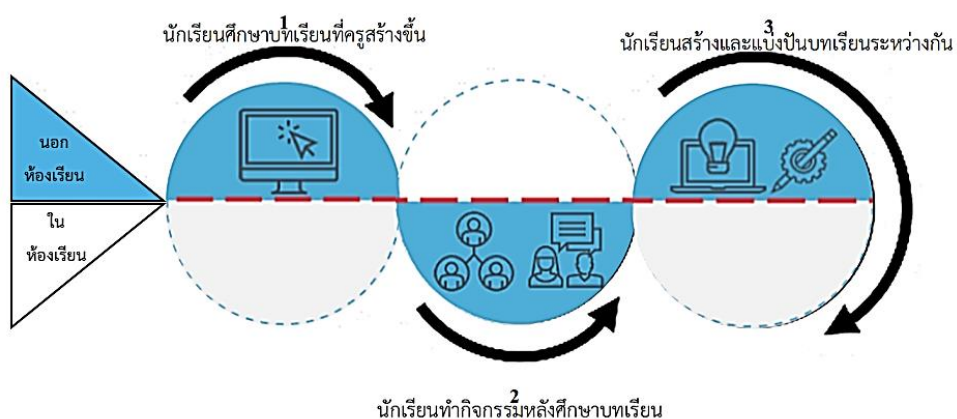 1
นักเรียนศึกษาบทเรียนที่ครูสร้างขึ้น
3
นักเรียนสร้างและแบ่งปันบทเรียนระหว่างกัน
นอก
ห้องเรียน
ใน
ห้องเรียน
2
นักเรียนทำกิจกรรมหลังศึกษาบทเรียน